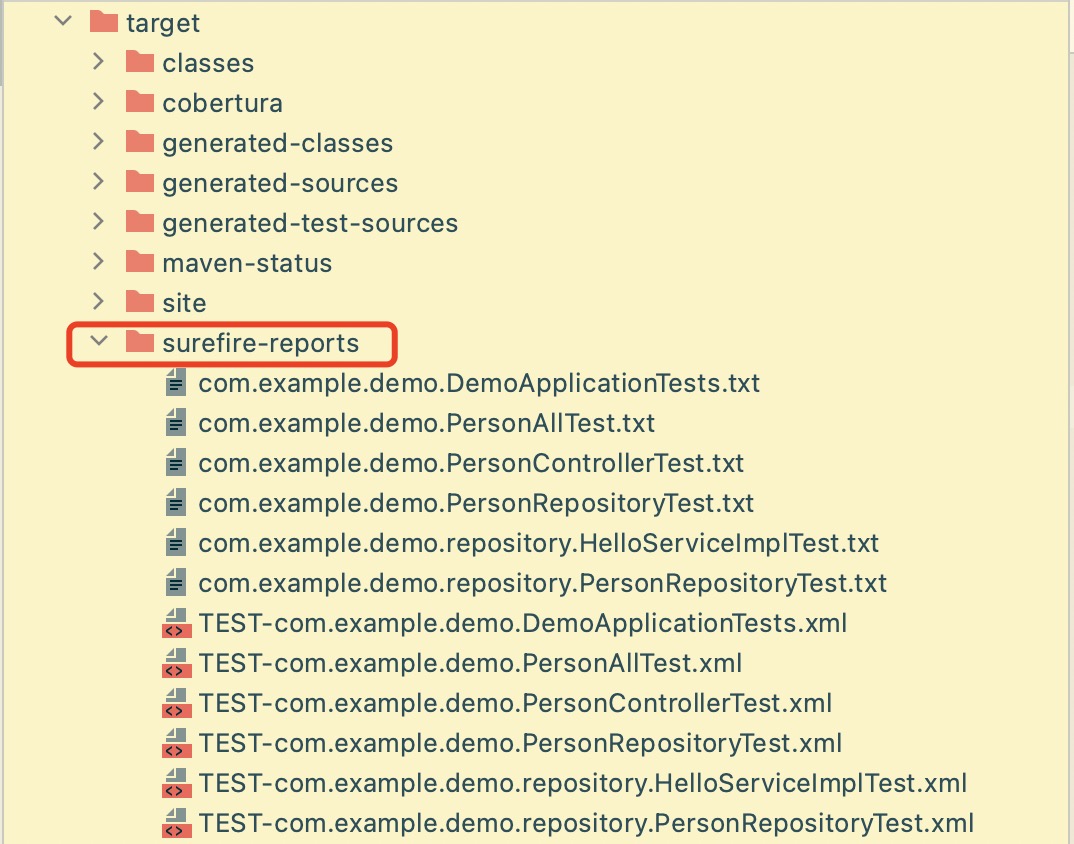 target
classes
cobertura
generated-classes
generated-sources
generated-test-sources
maven-status
site
surefire-reports
com.example.demo.DemoApplicationTests.txt
com.example.demo.PersonAllTest.txt
com.example.demo.PersonControllerTest.txt
com.example.demo.PersonRepositoryTest.txt
com.example.demo.repository.HelloServiceImplTest.txt
com.example.demo.repository.PersonRepositoryTest.txt
TEST-com.example.demo.DemoApplicationTests.xml
TEST-com.example.demo.PersonAllTest.xml
TEST-com.example.demo.PersonControllerTest.xml
TEST-com.example.demo.PersonRepositoryTest.xml
TEST-com.example.demo.repository.HelloServiceImplTest.xml
TEST-com.example.demo.repository.PersonRepositoryTest.xml